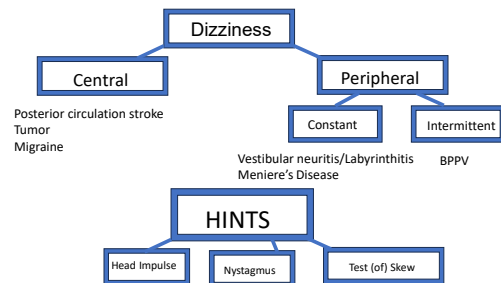 Dizziness
Central
Peripheral
Posterior circulation stroke
Tumor
Migraine
Constant
Intermittent
Vestibular neuritis/Labyrinthitis
Meniere's Disease
BPPV
HINTS
Head Impulse
Nystagmus
Test (of) Skew